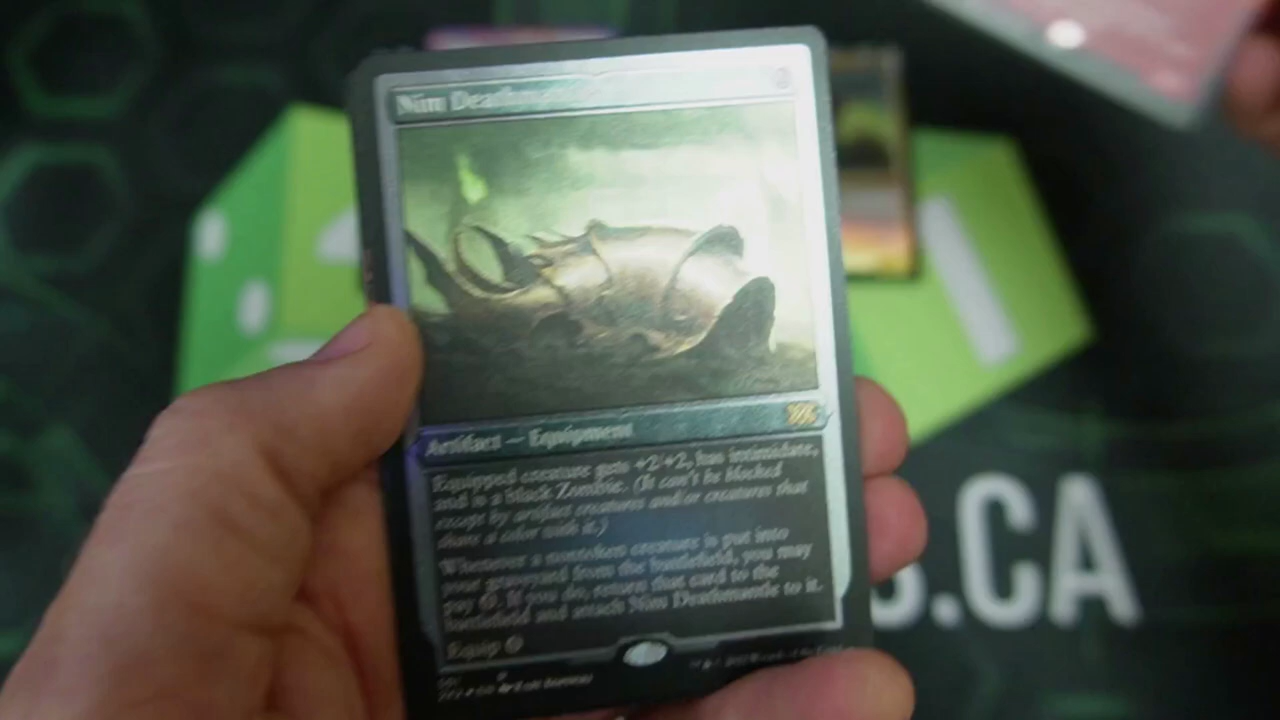 Nim Deathmantle
Artifact — Equipment
Equipped creature gets +2/+2, has intimidate,
and is a black Zombie. (It can't be blocked
except by artifact creatures and/or creatures that
share a color with it.)
Whenever a nontoken creature is put into
your graveyard from the battlefield, you may
pay. If you do, return that card to the
battlefield and attach Nim Deathmantle to it.
Equip
S.CA